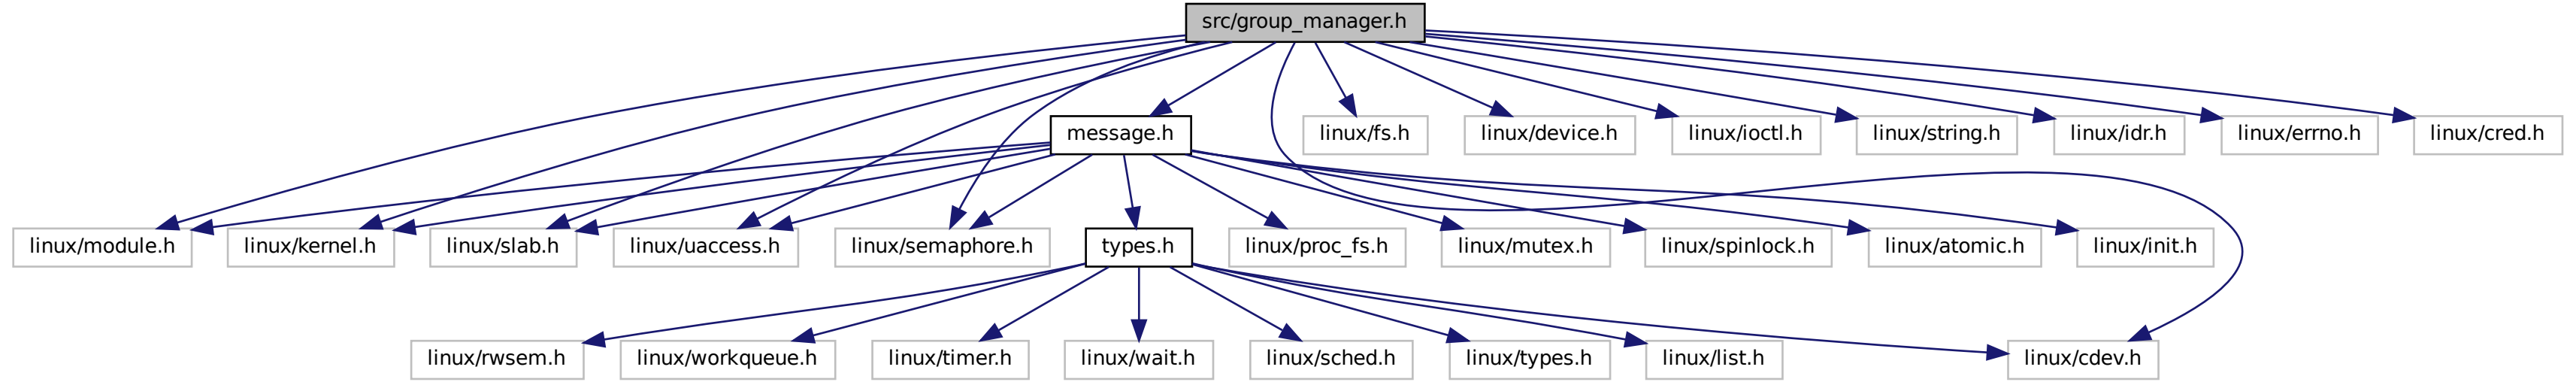 src/group_manager.h
message.h
linux/fs.h
linux/device.h
linux/ioctl.h
linux/string.h
linux/idr.h
linux/errno.h
linux/cred.h
linux/module.h
linux/kernel.h
linux/slab.h
linux/uaccess.h
linux/semaphore.h
types.h
linux/proc_fs.h
linux/mutex.h
linux/spinlock.h
linux/atomic.h
linux/init.h
linux/rwsem.h
linux/workqueue.h
linux/timer.h
linux/wait.h
linux/sched.h
linux/types.h
linux/list.h
linux/cdev.h